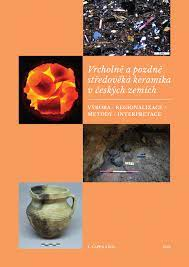 Vrcholně a pozdně
středověká keramika
v českých zemích
VÝROBA - REGIONALIZACE -
METODY - INTERPRETACE